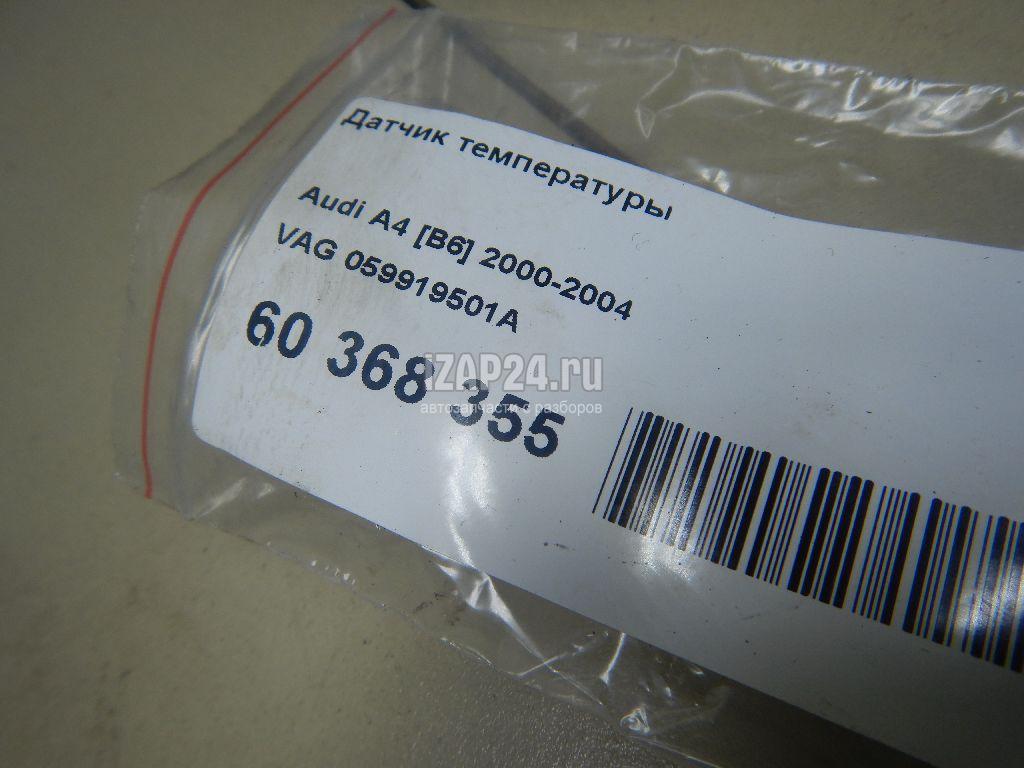 Датчик температуры
Audi A4 [B6] 2000-2004
VAG 059919501A
60 368 355
iZAP24.ru
автозапчасти с разборов